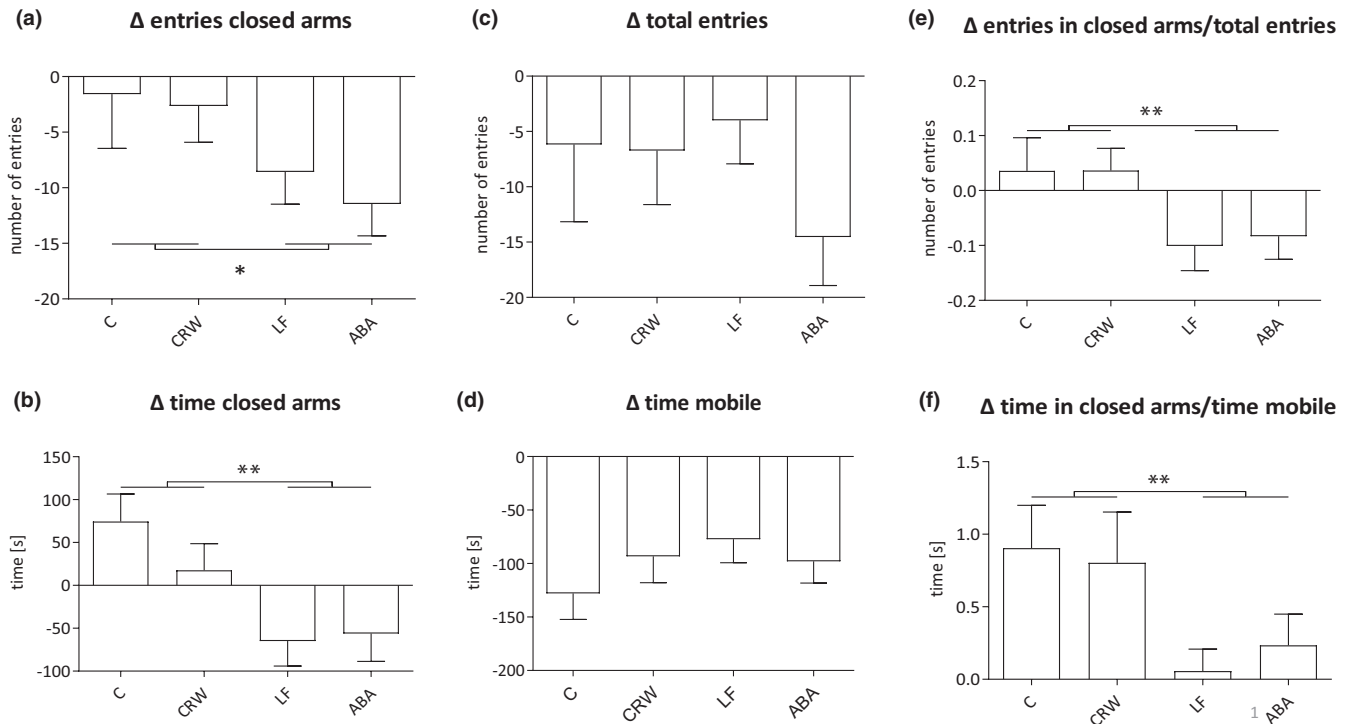 (a) Δ entries closed arms
number of entries
0
-5
-10
-15
-20
*
C CRW LF ABA
(c) Δ total entries
number of entries
0
-5
-10
-15
-20
C CRW LF ABA
(e) Δ entries in closed arms/total entries
number of entries
0.2
0.1
0.0
-0.1
-0.2
**
C CRW LF ABA
(b) Δ time closed arms
time [s]
150
100
50
0
-50
-100
**
C CRW LF ABA
(d) Δ time mobile
time [s]
0
-50
-100
-150
-200
C CRW LF ABA
(f) Δ time in closed arms/time mobile
time [s]
1.5
1.0
0.5
0.0
**
C CRW LF ABA
1